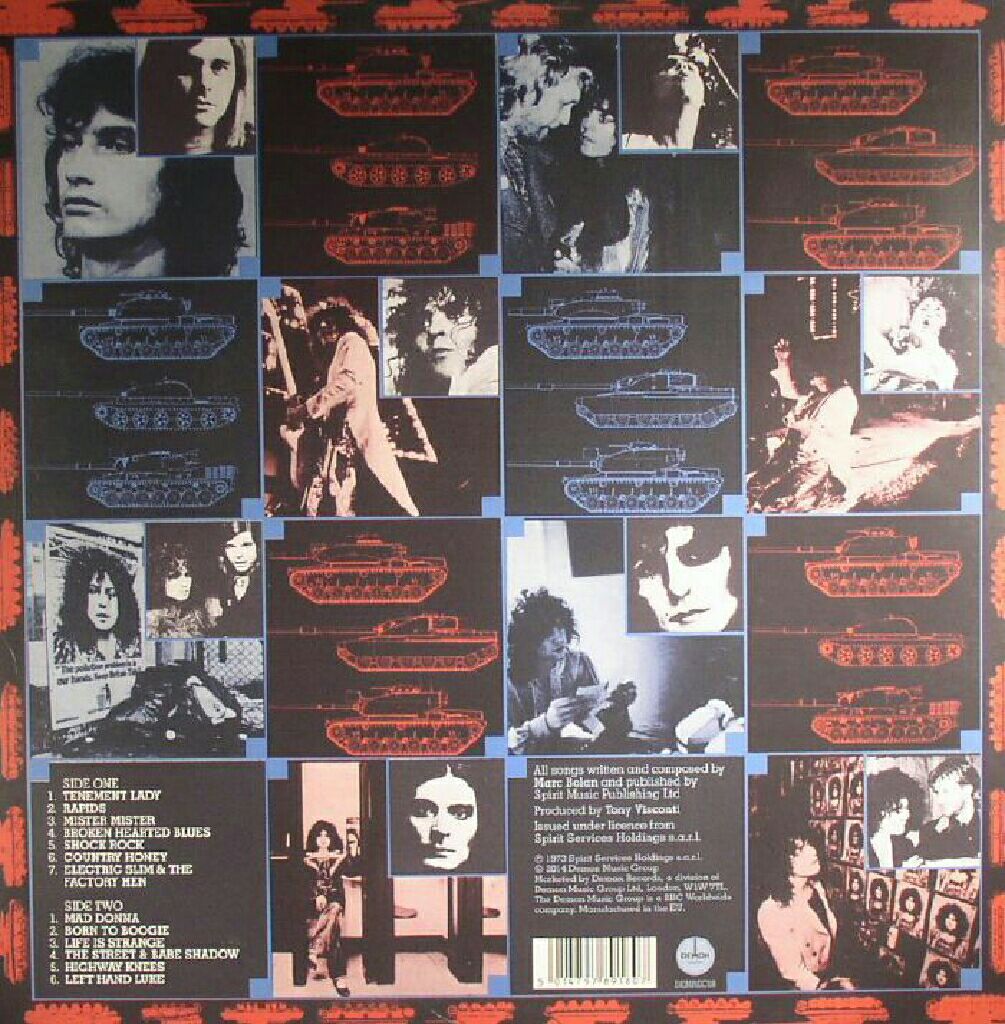 SIDE ONE
1. TENEMENT LADY
2. RAPIDS
3. MISTER MISTER
4. BROKEN HEARTED BLUES
5. SHOCK ROCK
6. COUNTRY HONEY
7. ELECTRIC SLIM & THE
FACTORY HEN
SIDE TWO
1. MAD DONNA
2. BORN TO BOOGIE
3. LIFE IS STRANGE
4. THE STREET & BABE SHADOW
5. HIGHWAY KNEES
6. LEFT HAND LUKE
All songs written and composed by
Marc Bolan and published by
Spirit Music Publishing Ltd
Produced by Tony Visconti
Issued under licence from
Spirit Services Holdings s.a.r.l.
℗ 1973 Spirit Services Holdings s.a.r.l.
© 2014 Demon Music Group
Marketed by Demon Records, a division of
Demon Music Group Ltd, London, W1W 7TL.
The Demon Music Group is a BBC Worldwide
company. Manufactured in the EU.
DEMON